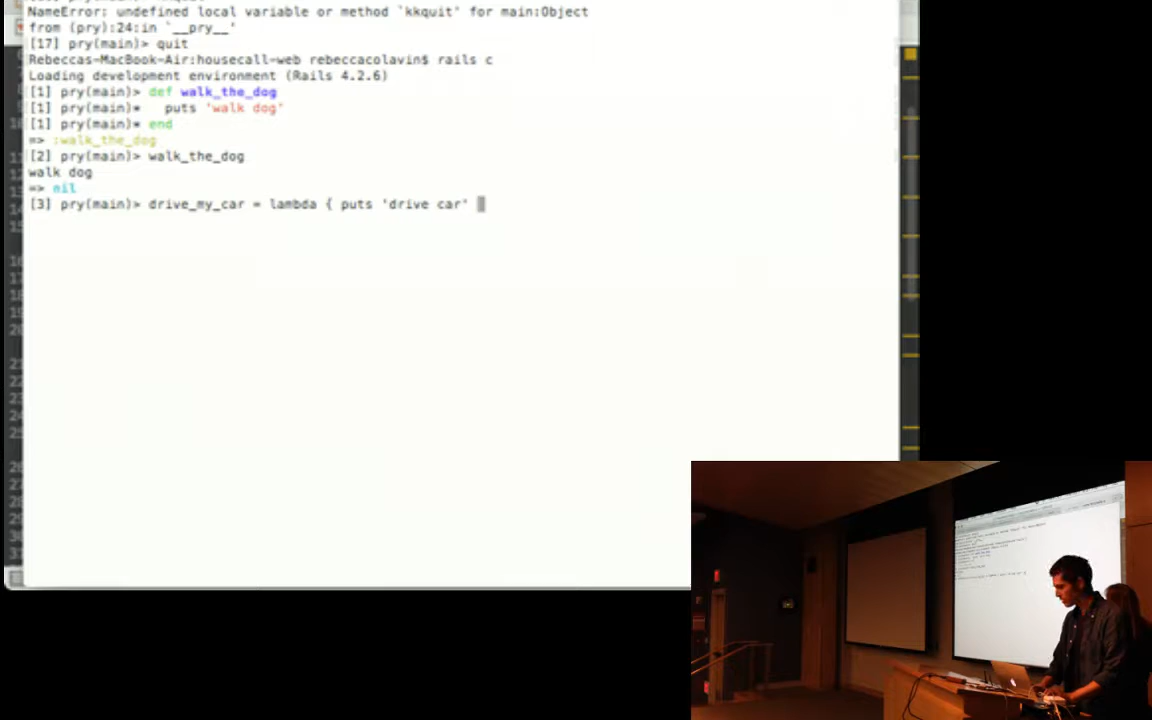 NameError: undefined local variable or method `kkquit' for main:Object
from (pry):24:in `__pry__'
[17] pry(main)> quit
Rebeccas-MacBook-Air:housecall-web rebeccacolavin$ rails c
Loading development environment (Rails 4.2.6)
[1] pry(main)> def walk_the_dog
[1] pry(main)*   puts 'walk dog'
[1] pry(main)* end
=> :walk_the_dog
[2] pry(main)> walk_the_dog
walk dog
=> nil
[3] pry(main)> drive_my_car = lambda { puts 'drive car'